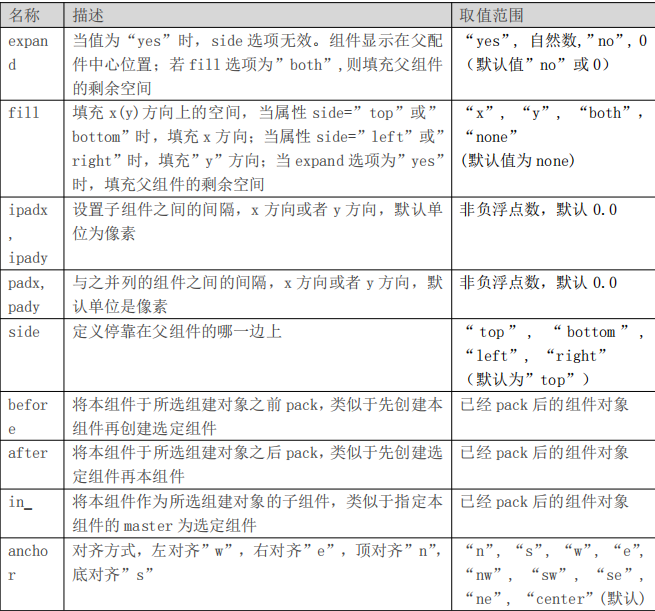 名称 描述 取值范围
expan 当值为“yes”时，side 选项无效。组件显示在父配 “yes”, 自然数,”no”, 0
d 件中心位置；若 fill 选项为”both”,则填充父组件 （默认值”no”或 0）
的剩余空间
fill 填充 x(y)方向上的空间，当属性 side=”top”或” “x”, “y”, “both”,
bottom”时，填充 x 方向；当属性 side=”left”或” “none”
right”时，填充”y”方向；当 expand 选项为”yes” (默认值为 none)
时，填充父组件的剩余空间
ipadx 设置子组件之间的间隔，x 方向或者 y 方向，默认单 非负浮点数，默认 0.0
, 位为像素
ipady
padx, 与之并列的组件之间的间隔，x 方向或者 y 方向，默 非负浮点数，默认 0.0
pady 认单位是像素
side 定义停靠在父组件的哪一边上 “top”, “bottom”,
“left”, “right”
（默认为”top”）
befor 将本组件于所选组建对象之前 pack，类似于先创建本 已经 pack 后的组件对象
e 组件再创建选定组件
after 将本组件于所选组建对象之后 pack，类似于先创建选 已经 pack 后的组件对象
定组件再本组件
in_ 将本组件作为所选组建对象的子组件，类似于指定本 已经 pack 后的组件对象
组件的 master 为选定组件
ancho 对齐方式，左对齐”w”，右对齐”e”，顶对齐”n”， “n”, “s”, “w”, “e”,
r 底对齐”s” “nw”, “sw”, “se”,
“ne”, “center”(默认)